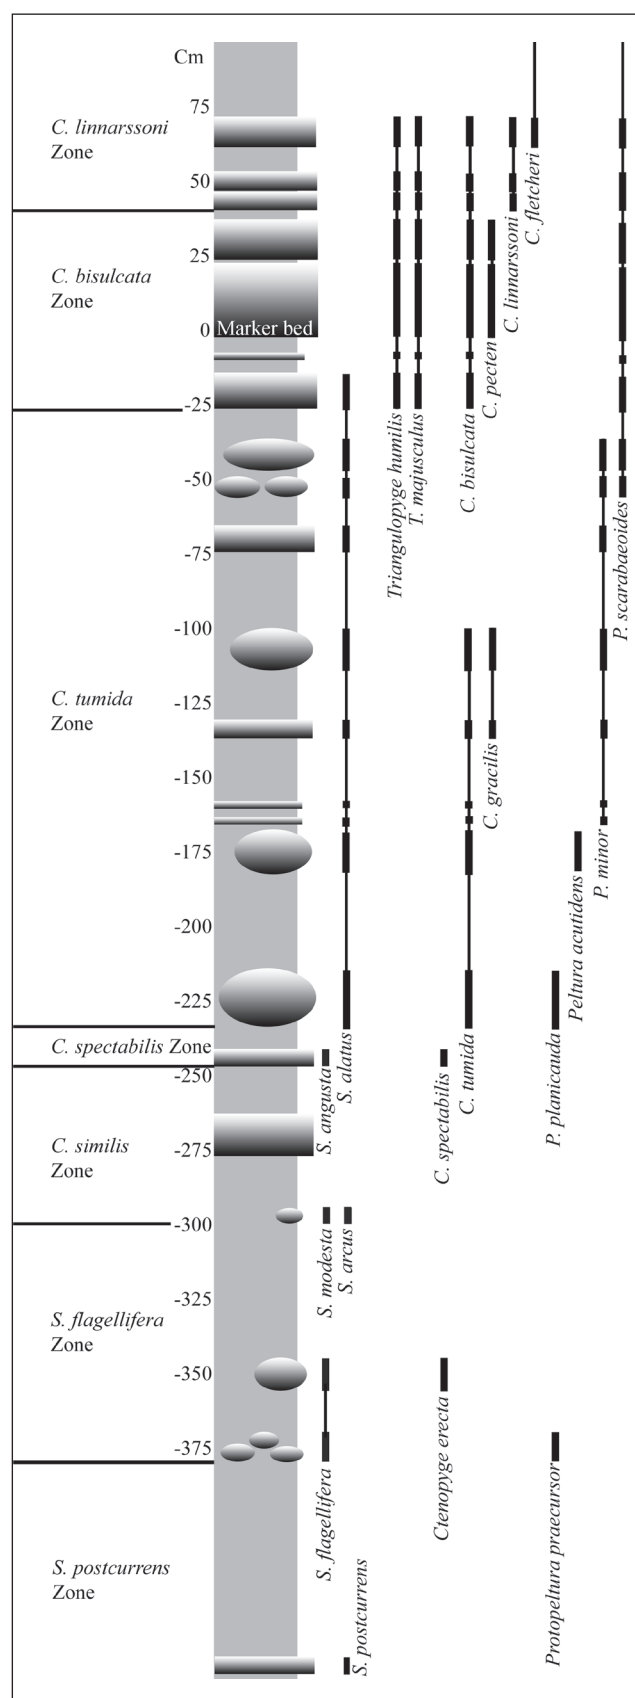 Cm
75
C. linnarssoni
Zone
50
25
C. bisulcata
Zone
0
Marker bed
-25
-50
-75
-100
C. tumida
Zone
-125
-150
-175
-200
-225
C. spectabilis Zone
-250
C. similis
Zone
-275
-300
S. flagellifera
Zone
-325
-350
-375
S. postcurrens
Zone
S. flagellifera
S. postcurrens
S. modesta
S. arcus
S. angusta
S. alatus
Triangulopyge humilis
T. majusculus
Ctenopyge erecta
C. spectabilis
C. tumida
C. bisulcata
C. gracilis
C. pecten
C. linnarssoni
C. fletcheri
Protopeltura praecursor
P. planicauda
Peltura acutidens
P. minor
P. scarabaeoides